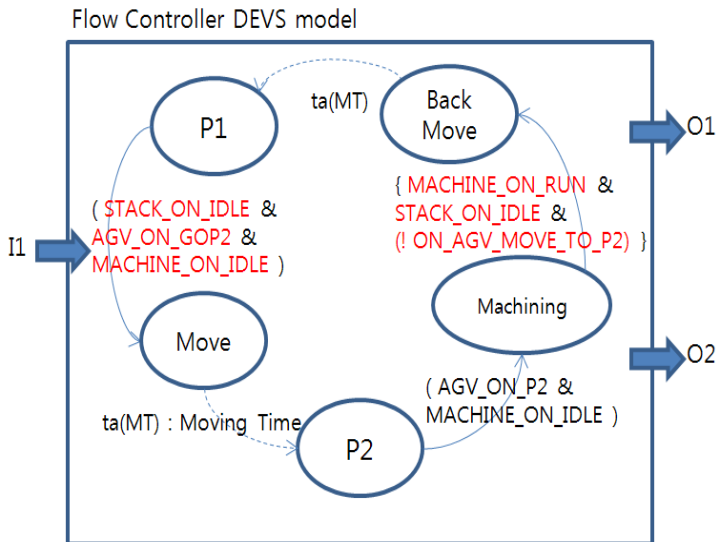 Flow Controller DEVS model
ta(MT)
Back
Move
P1
O1
{ MACHINE_ON_RUN &
STACK_ON_IDLE &
(! ON_AGV_MOVE_TO_P2) }
( STACK_ON_IDLE &
AGV_ON_GOP2 &
MACHINE_ON_IDLE )
I1
Machining
Move
O2
( AGV_ON_P2 &
MACHINE_ON_IDLE )
ta(MT) : Moving Time
P2